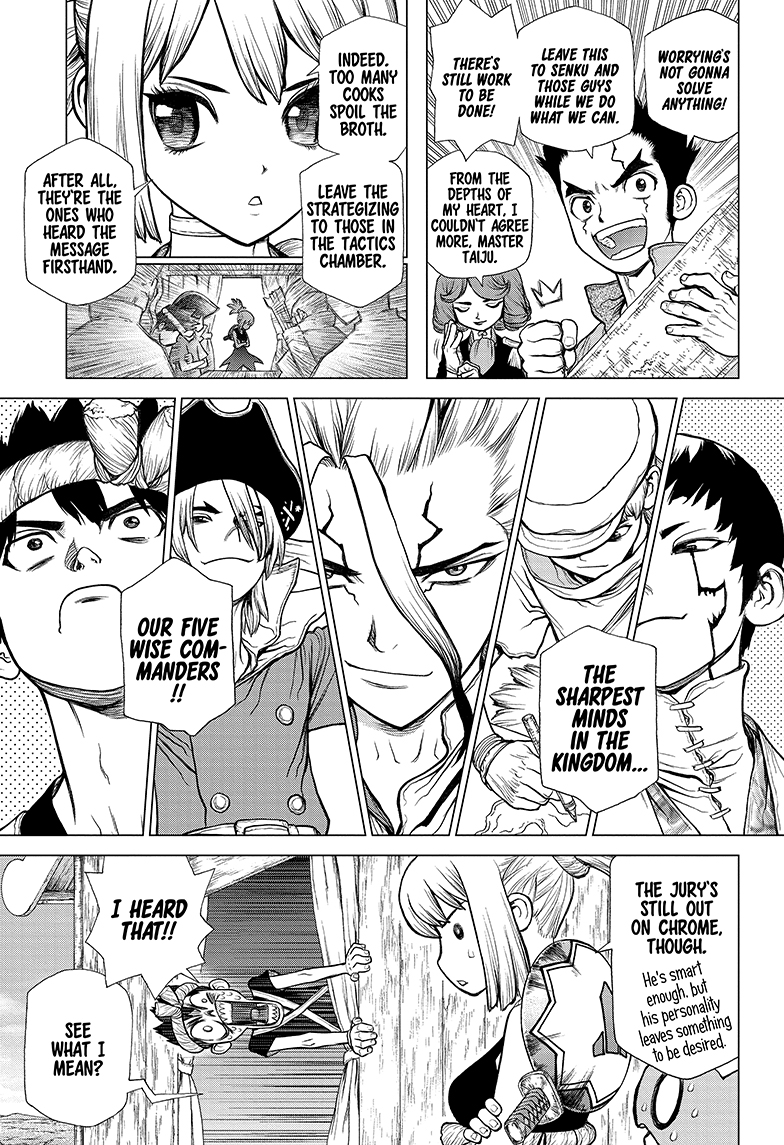 WORRYING'S
NOT GONNA
SOLVE
ANYTHING!
LEAVE THIS
TO SENKU AND
THOSE GUYS
WHILE WE DO
WHAT WE CAN.
THERE'S
STILL WORK
TO BE
DONE!
FROM THE
DEPTHS OF
MY HEART, I
COULDN'T AGREE
MORE, MASTER
TAIJU.
INDEED.
TOO MANY
COOKS
SPOIL THE
BROTH.
LEAVE THE
STRATEGIZING
TO THOSE IN
THE TACTICS
CHAMBER.
AFTER ALL,
THEY'RE THE
ONES WHO
HEARD THE
MESSAGE
FIRSTHAND.
THE
SHARPEST
MINDS
IN THE
KINGDOM...
OUR FIVE
WISE COM-
MANDERS
!!
THE JURY'S
STILL OUT
ON CHROME,
THOUGH.
He's smart
enough, but
his personality
leaves something
to be desired.
I HEARD
THAT!!
SEE
WHAT I
MEAN?